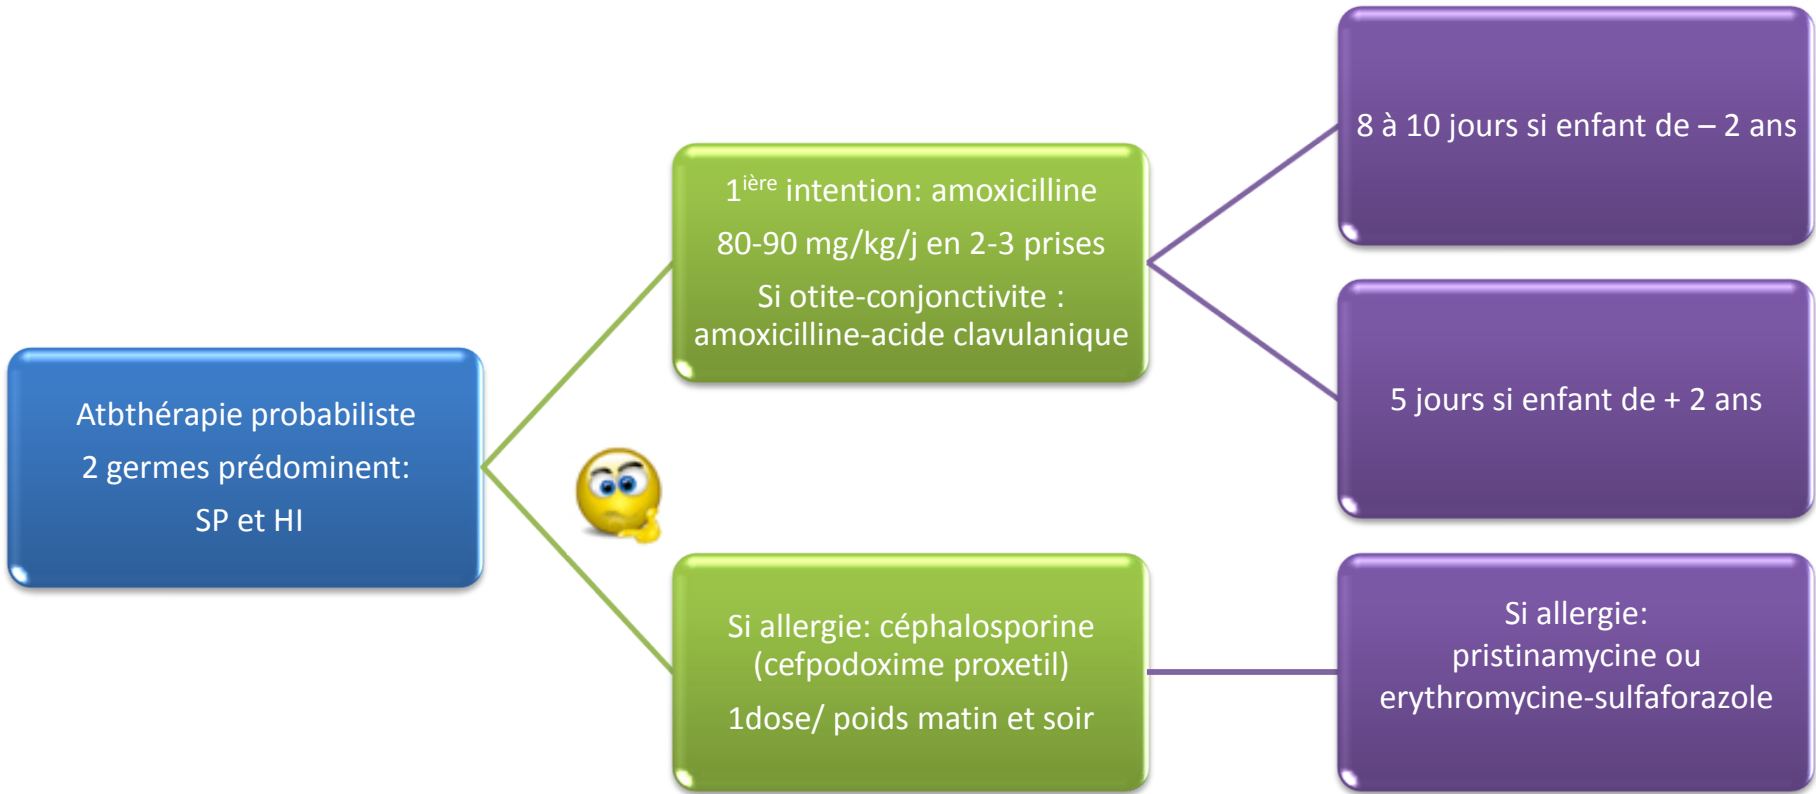 Atbthérapie probabiliste
2 germes prédominent:
SP et HI
1ière intention: amoxicilline
80-90 mg/kg/j en 2-3 prises
Si otite-conjonctivite :
amoxicilline-acide clavulanique
8 à 10 jours si enfant de – 2 ans
5 jours si enfant de + 2 ans
Si allergie: céphalosporine
(cefpodoxime proxetil)
1dose/ poids matin et soir
Si allergie:
pristinamycine ou
erythromycine-sulfaforazole